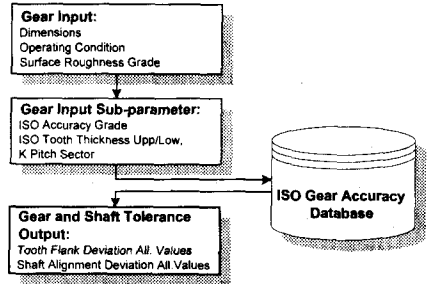 Gear Input:
Dimensions
Operating Condition
Surface Roughness Grade
Gear Input Sub-parameter:
ISO Accuracy Grade
ISO Tooth Thickness Upp/Low,
K Pitch Sector
ISO Gear Accuracy
Database
Gear and Shaft Tolerance
Output:
Tooth Flank Deviation All. Values
Shaft Alignment Deviation All.Values